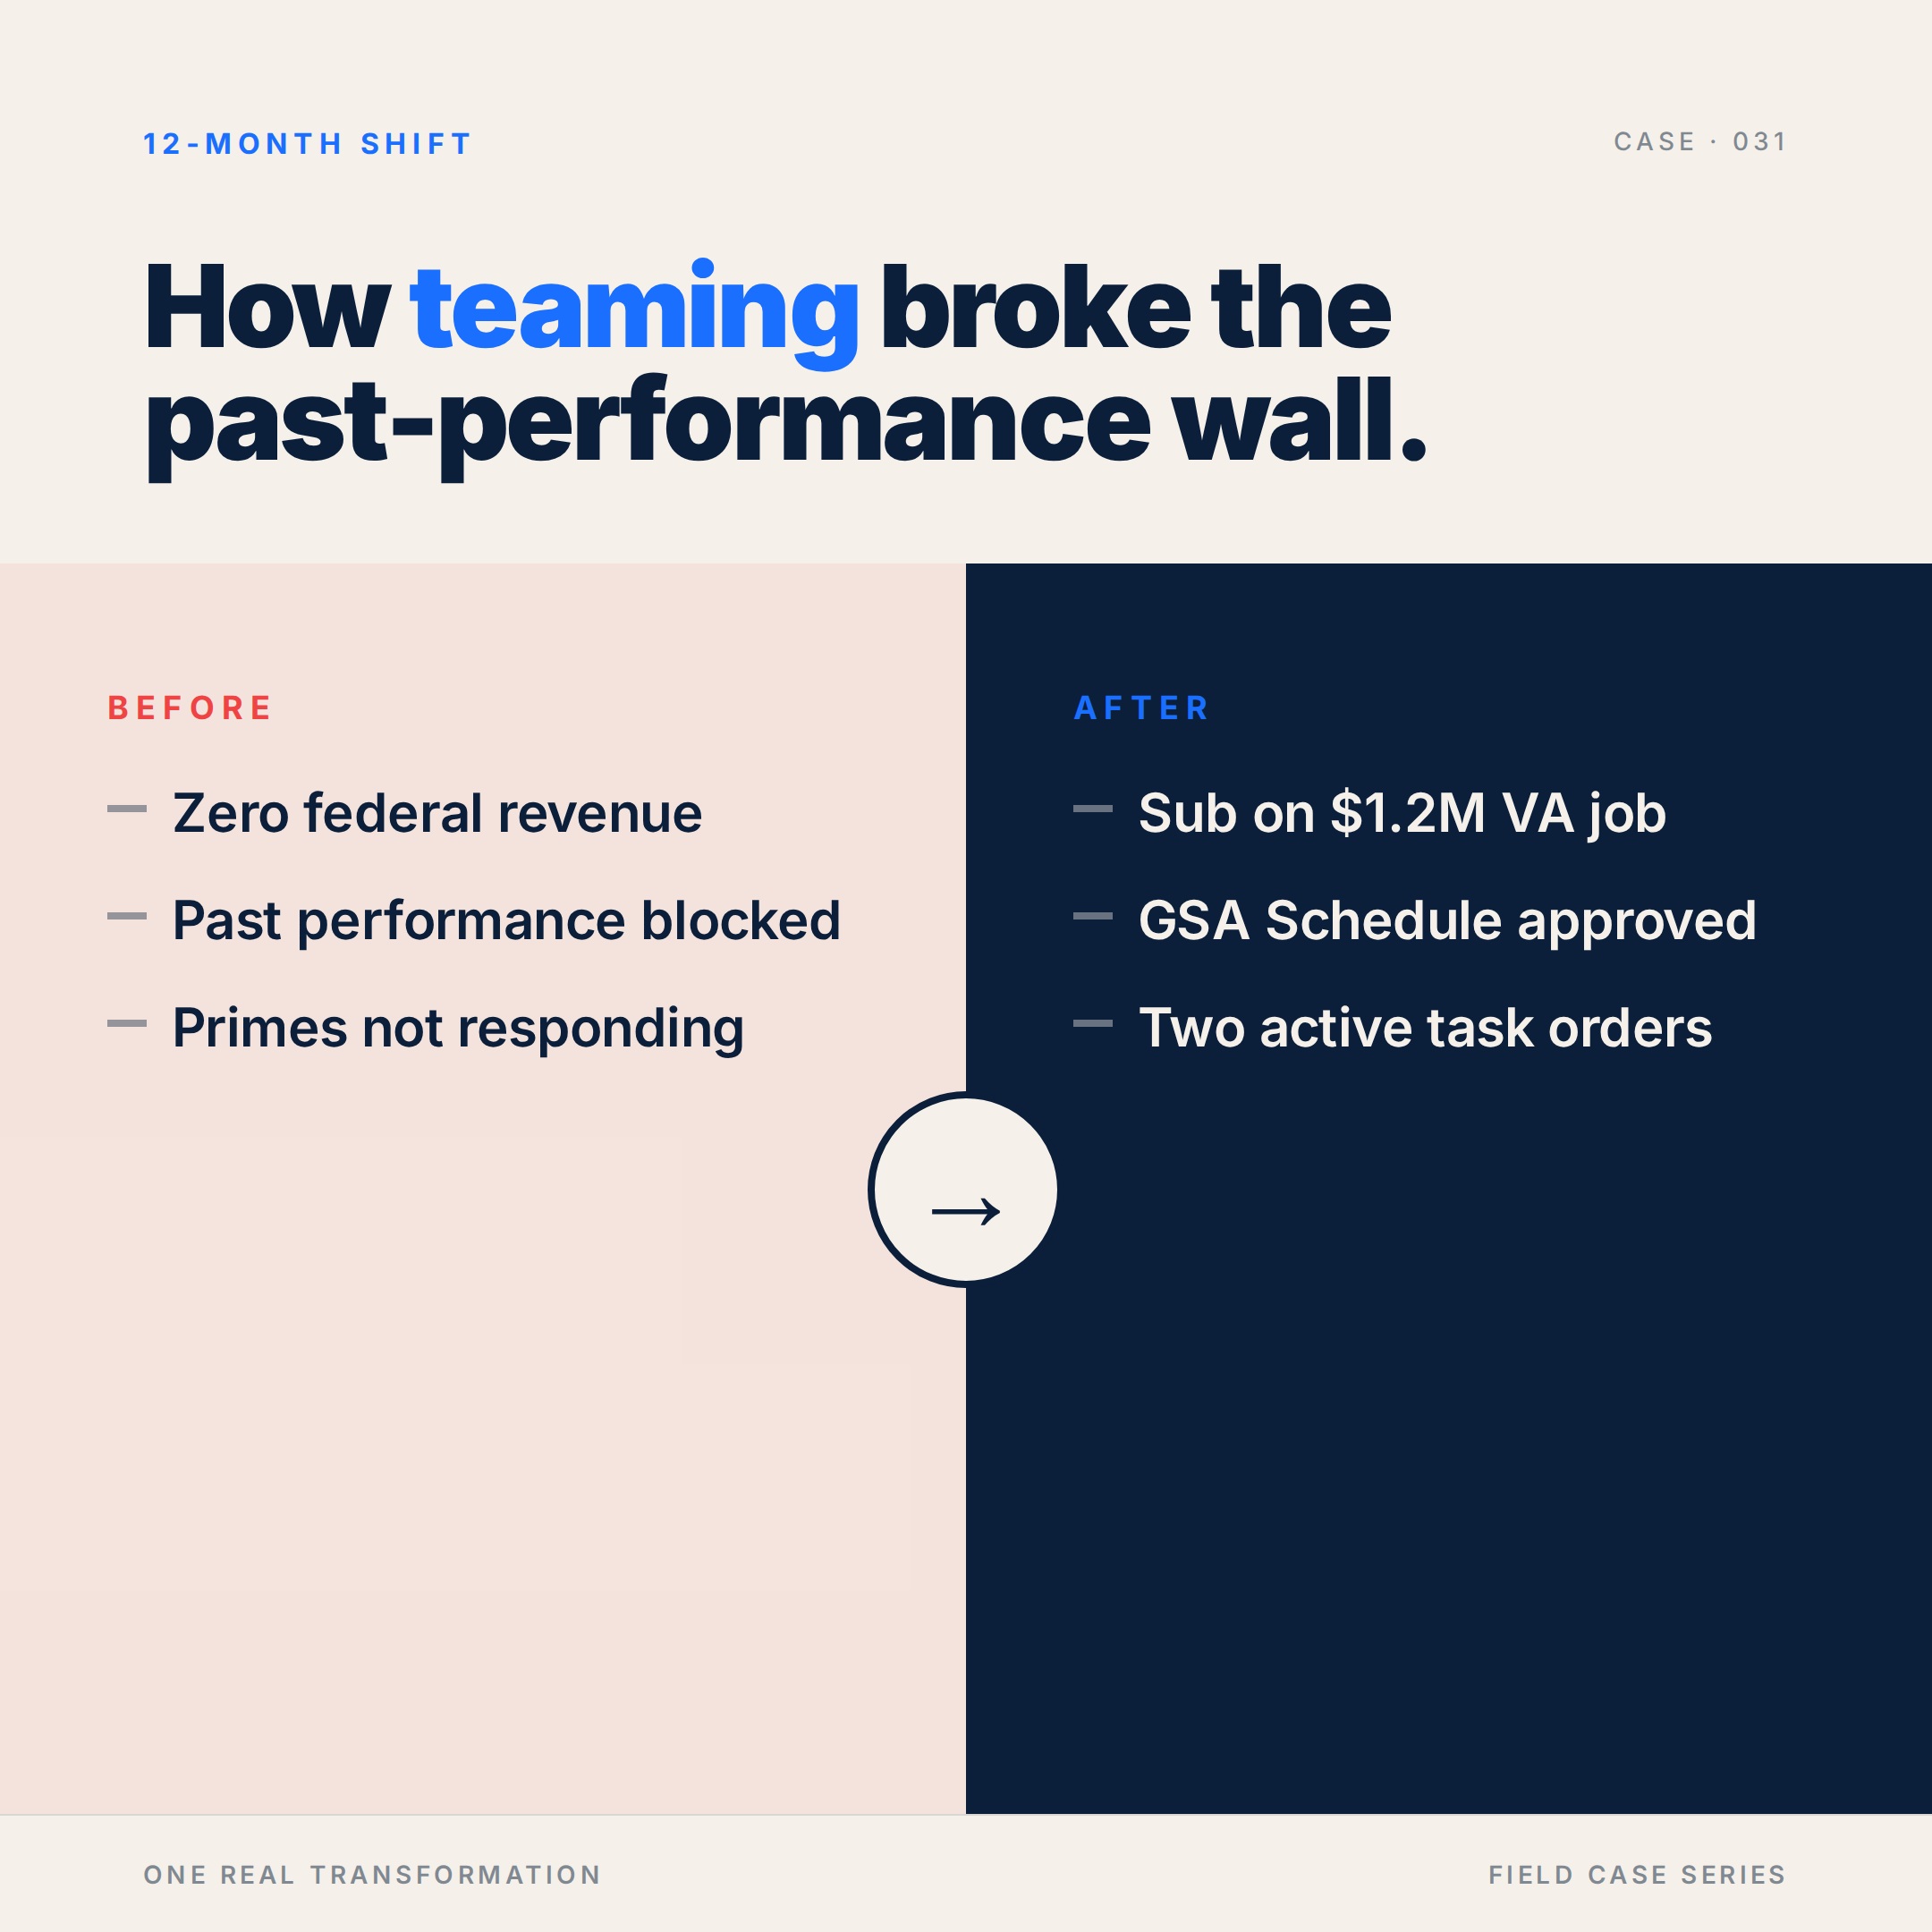 12-MONTH SHIFT
CASE · 031
How teaming broke the
past-performance wall.
BEFORE
— Zero federal revenue
— Past performance blocked
— Primes not responding
AFTER
— Sub on $1.2M VA job
— GSA Schedule approved
— Two active task orders
→
ONE REAL TRANSFORMATION
FIELD CASE SERIES